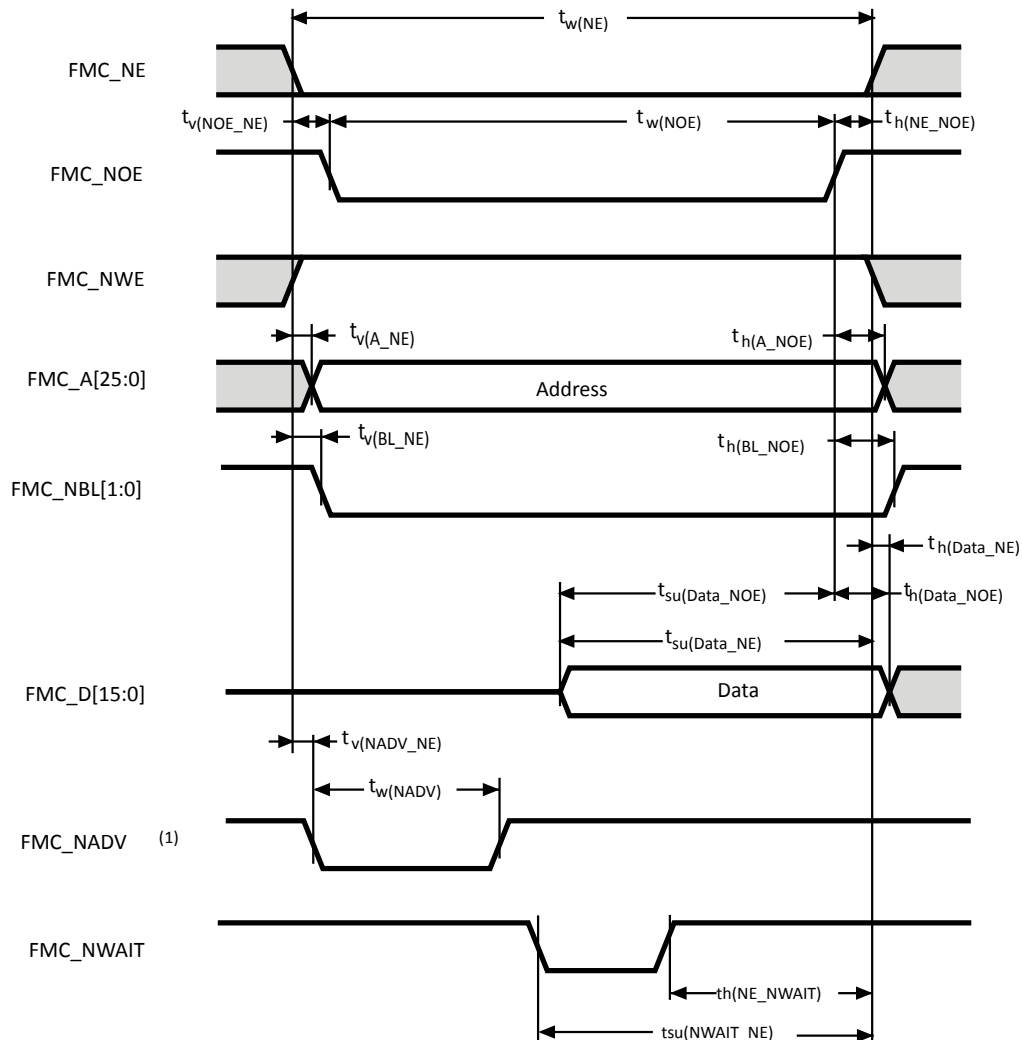 tw(NE)
FMC_NE
tv(NOE_NE)
tw(NOE)
th(NE_NOE)
FMC_NOE
FMC_NWE
tv(A_NE)
th(A_NOE)
FMC_A[25:0]
Address
tv(BL_NE)
th(BL_NOE)
FMC_NBL[1:0]
th(Data_NE)
tsu(Data_NOE)
th(Data_NOE)
tsu(Data_NE)
FMC_D[15:0]
Data
tv(NADV_NE)
tw(NADV)
FMC_NADV (1)
FMC_NWAIT
th(NE_NWAIT)
tsu(NWAIT_NE)